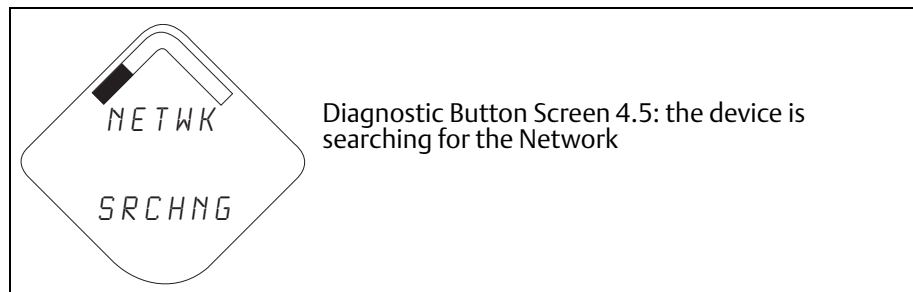 NETWK
SRCHNG
Diagnostic Button Screen 4.5: the device is
searching for the Network